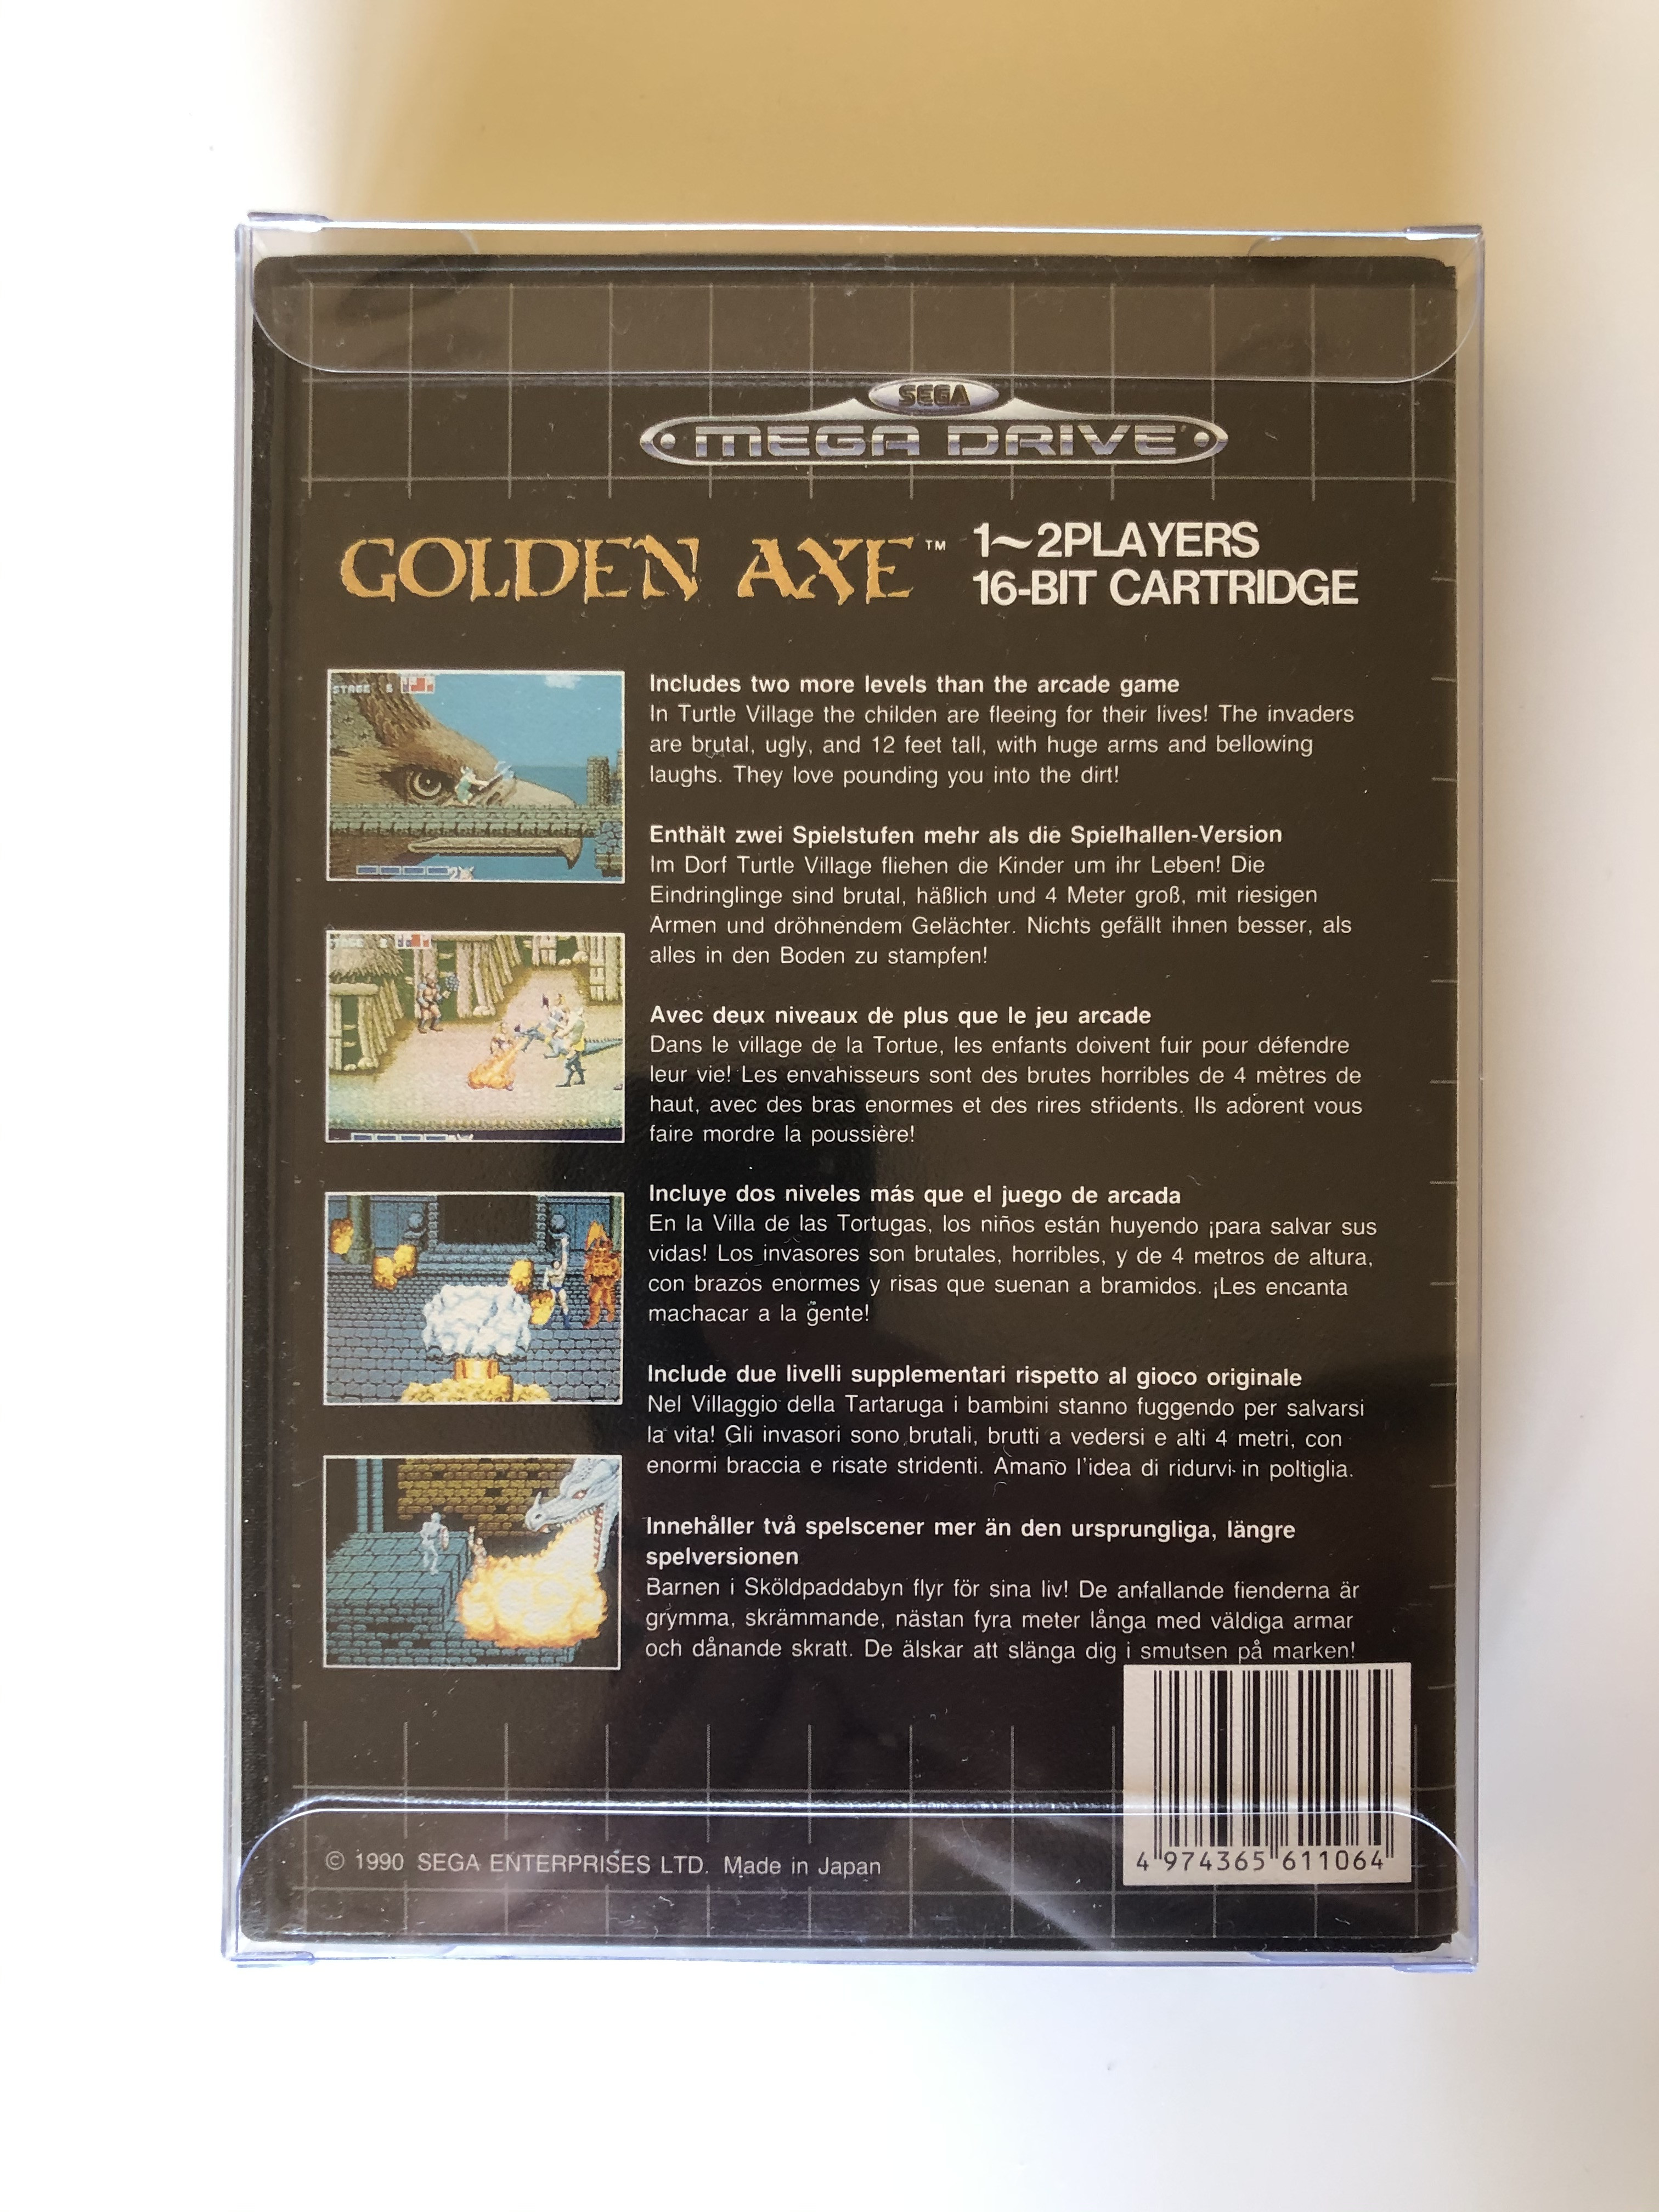 SEGA
MEGA DRIVE
GOLDEN AXE™
1~2PLAYERS
16-BIT CARTRIDGE
STAGE 5
Includes two more levels than the arcade game
In Turtle Village the childen are fleeing for their lives! The invaders
are brutal, ugly, and 12 feet tall, with huge arms and bellowing
laughs. They love pounding you into the dirt!
Enthält zwei Spielstufen mehr als die Spielhallen-Version
Im Dorf Turtle Village fliehen die Kinder um ihr Leben! Die
Eindringlinge sind brutal, häßlich und 4 Meter groß, mit riesigen
Armen und dröhnendem Gelächter. Nichts gefällt ihnen besser, als
alles in den Boden zu stampfen!
Avec deux niveaux de plus que le jeu arcade
Dans le village de la Tortue, les enfants doivent fuir pour défendre
leur vie! Les envahisseurs sont des brutes horribles de 4 mètres de
haut, avec des bras enormes et des rires stridents. Ils adorent vous
faire mordre la poussière!
Incluye dos niveles más que el juego de arcada
En la Villa de las Tortugas, los niños están huyendo ¡para salvar sus
vidas! Los invasores son brutales, horribles, y de 4 metros de altura,
con brazos enormes y risas que suenan a bramidos. ¡Les encanta
machacar a la gente!
Include due livelli supplementari rispetto al gioco originale
Nel Villaggio della Tartaruga i bambini stanno fuggendo per salvarsi
la vita! Gli invasori sono brutali, brutti a vedersi e alti 4 metri, con
enormi braccia e risate stridenti. Amano l'idea di ridurvi in poltiglia.
Innehåller två spelscener mer än den ursprungliga, längre
spelversionen
Barnen i Sköldpaddabyn flyr för sina liv! De anfallande fienderna är
grymma, skrämmande, nästan fyra meter långa med väldiga armar
och dånande skratt. De älskar att slänga dig i smutsen på marken!
© 1990 SEGA ENTERPRISES LTD. Made in Japan
4 974365 611064